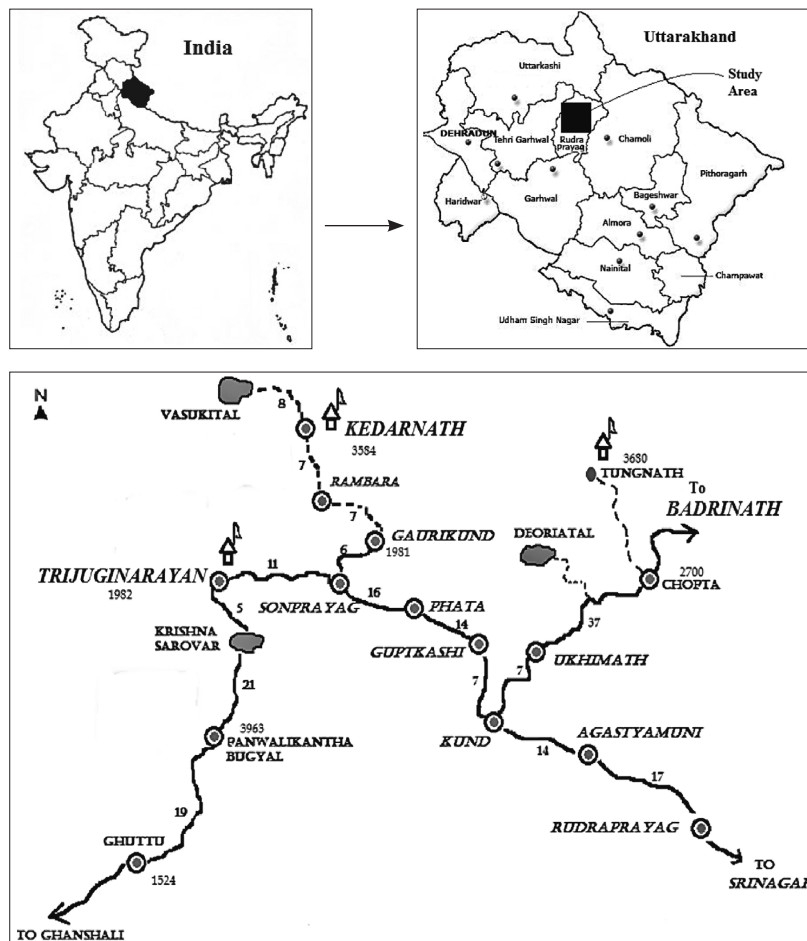 India
Uttarakhand
Study
Area
Uttarkashi
DEHRADUN
Tehri Garhwal
Rudra
Prayag
Chamoli
Pithoragarh
Haridwar
Garhwal
Bageshwar
Almora
Nainital
Champawat
Udham Singh Nagar
N
VASUKITAL
8
KEDARNATH
3584
7
RAMBARA
7
GAURIKUND
1981
6
3680
TUNGNATH
To
BADRINATH
DEORIATAL
2700
CHOPTA
TRIJUGINARAYAN
1982
11
SONPRAYAG
16
PHATA
14
GUPTKASHI
37
UKHIMATH
7
7
5
KRISHNA
SAROVAR
21
KUND
14
AGASTYAMUNI
17
RUDRAPRAYAG
TO
SRINAGAR
3963
PANWALIKANTHA
BUGYAL
19
GHUTTU
1524
TO GHANSHALI